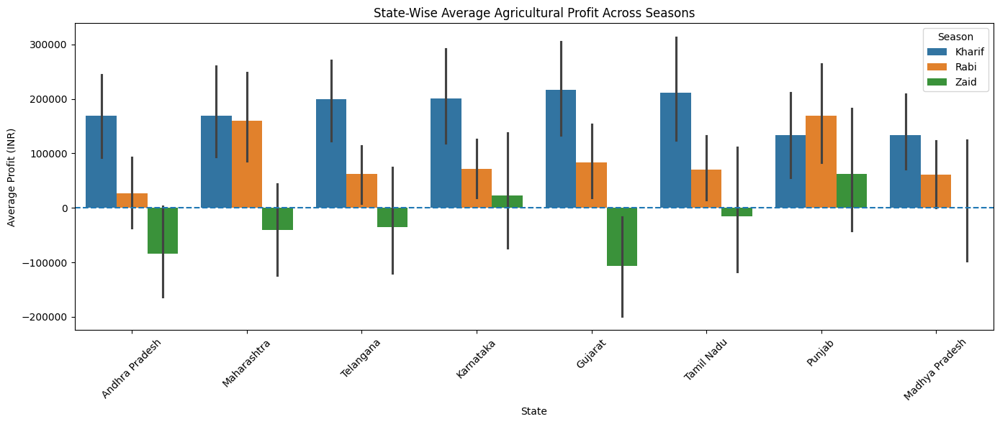 State-Wise Average Agricultural Profit Across Seasons
Season
Kharif
Rabi
Zaid
Average Profit (INR)
300000
200000
100000
0
−100000
−200000
Andhra Pradesh
Maharashtra
Telangana
Karnataka
Gujarat
Tamil Nadu
Punjab
Madhya Pradesh
State